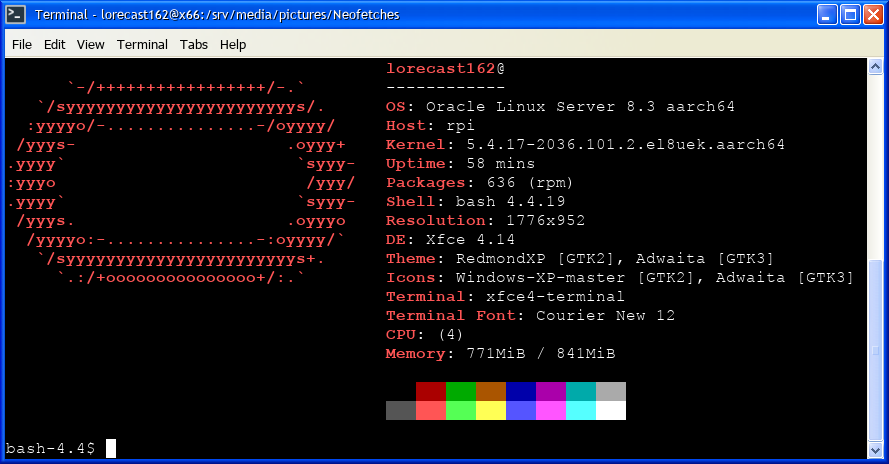 Terminal - lorecast162@x66:/srv/media/pictures/Neofetches
File Edit View Terminal Tabs Help
lorecast162@
`-/+++++++++++++++++/-.` ------------
`/syyyyyyyyyyyyyyyyyyyyyyys/. OS: Oracle Linux Server 8.3 aarch64
:yyyyo/-...............-/oyyyy/ Host: rpi
/yyys- .oyyy+ Kernel: 5.4.17-2036.101.2.el8uek.aarch64
.yyyy` `syyy- Uptime: 58 mins
:yyyo /yyy/ Packages: 636 (rpm)
.yyyy` `syyy- Shell: bash 4.4.19
/yyys. .oyyyo Resolution: 1776x952
/yyyyo:-...............-:oyyyy/` DE: Xfce 4.14
`/syyyyyyyyyyyyyyyyyyyyyyys+. Theme: RedmondXP [GTK2], Adwaita [GTK3]
`.:/+ooooooooooooooo+/:.` Icons: Windows-XP-master [GTK2], Adwaita [GTK3]
Terminal: xfce4-terminal
Terminal Font: Courier New 12
CPU: (4)
Memory: 771MiB / 841MiB
bash-4.4$